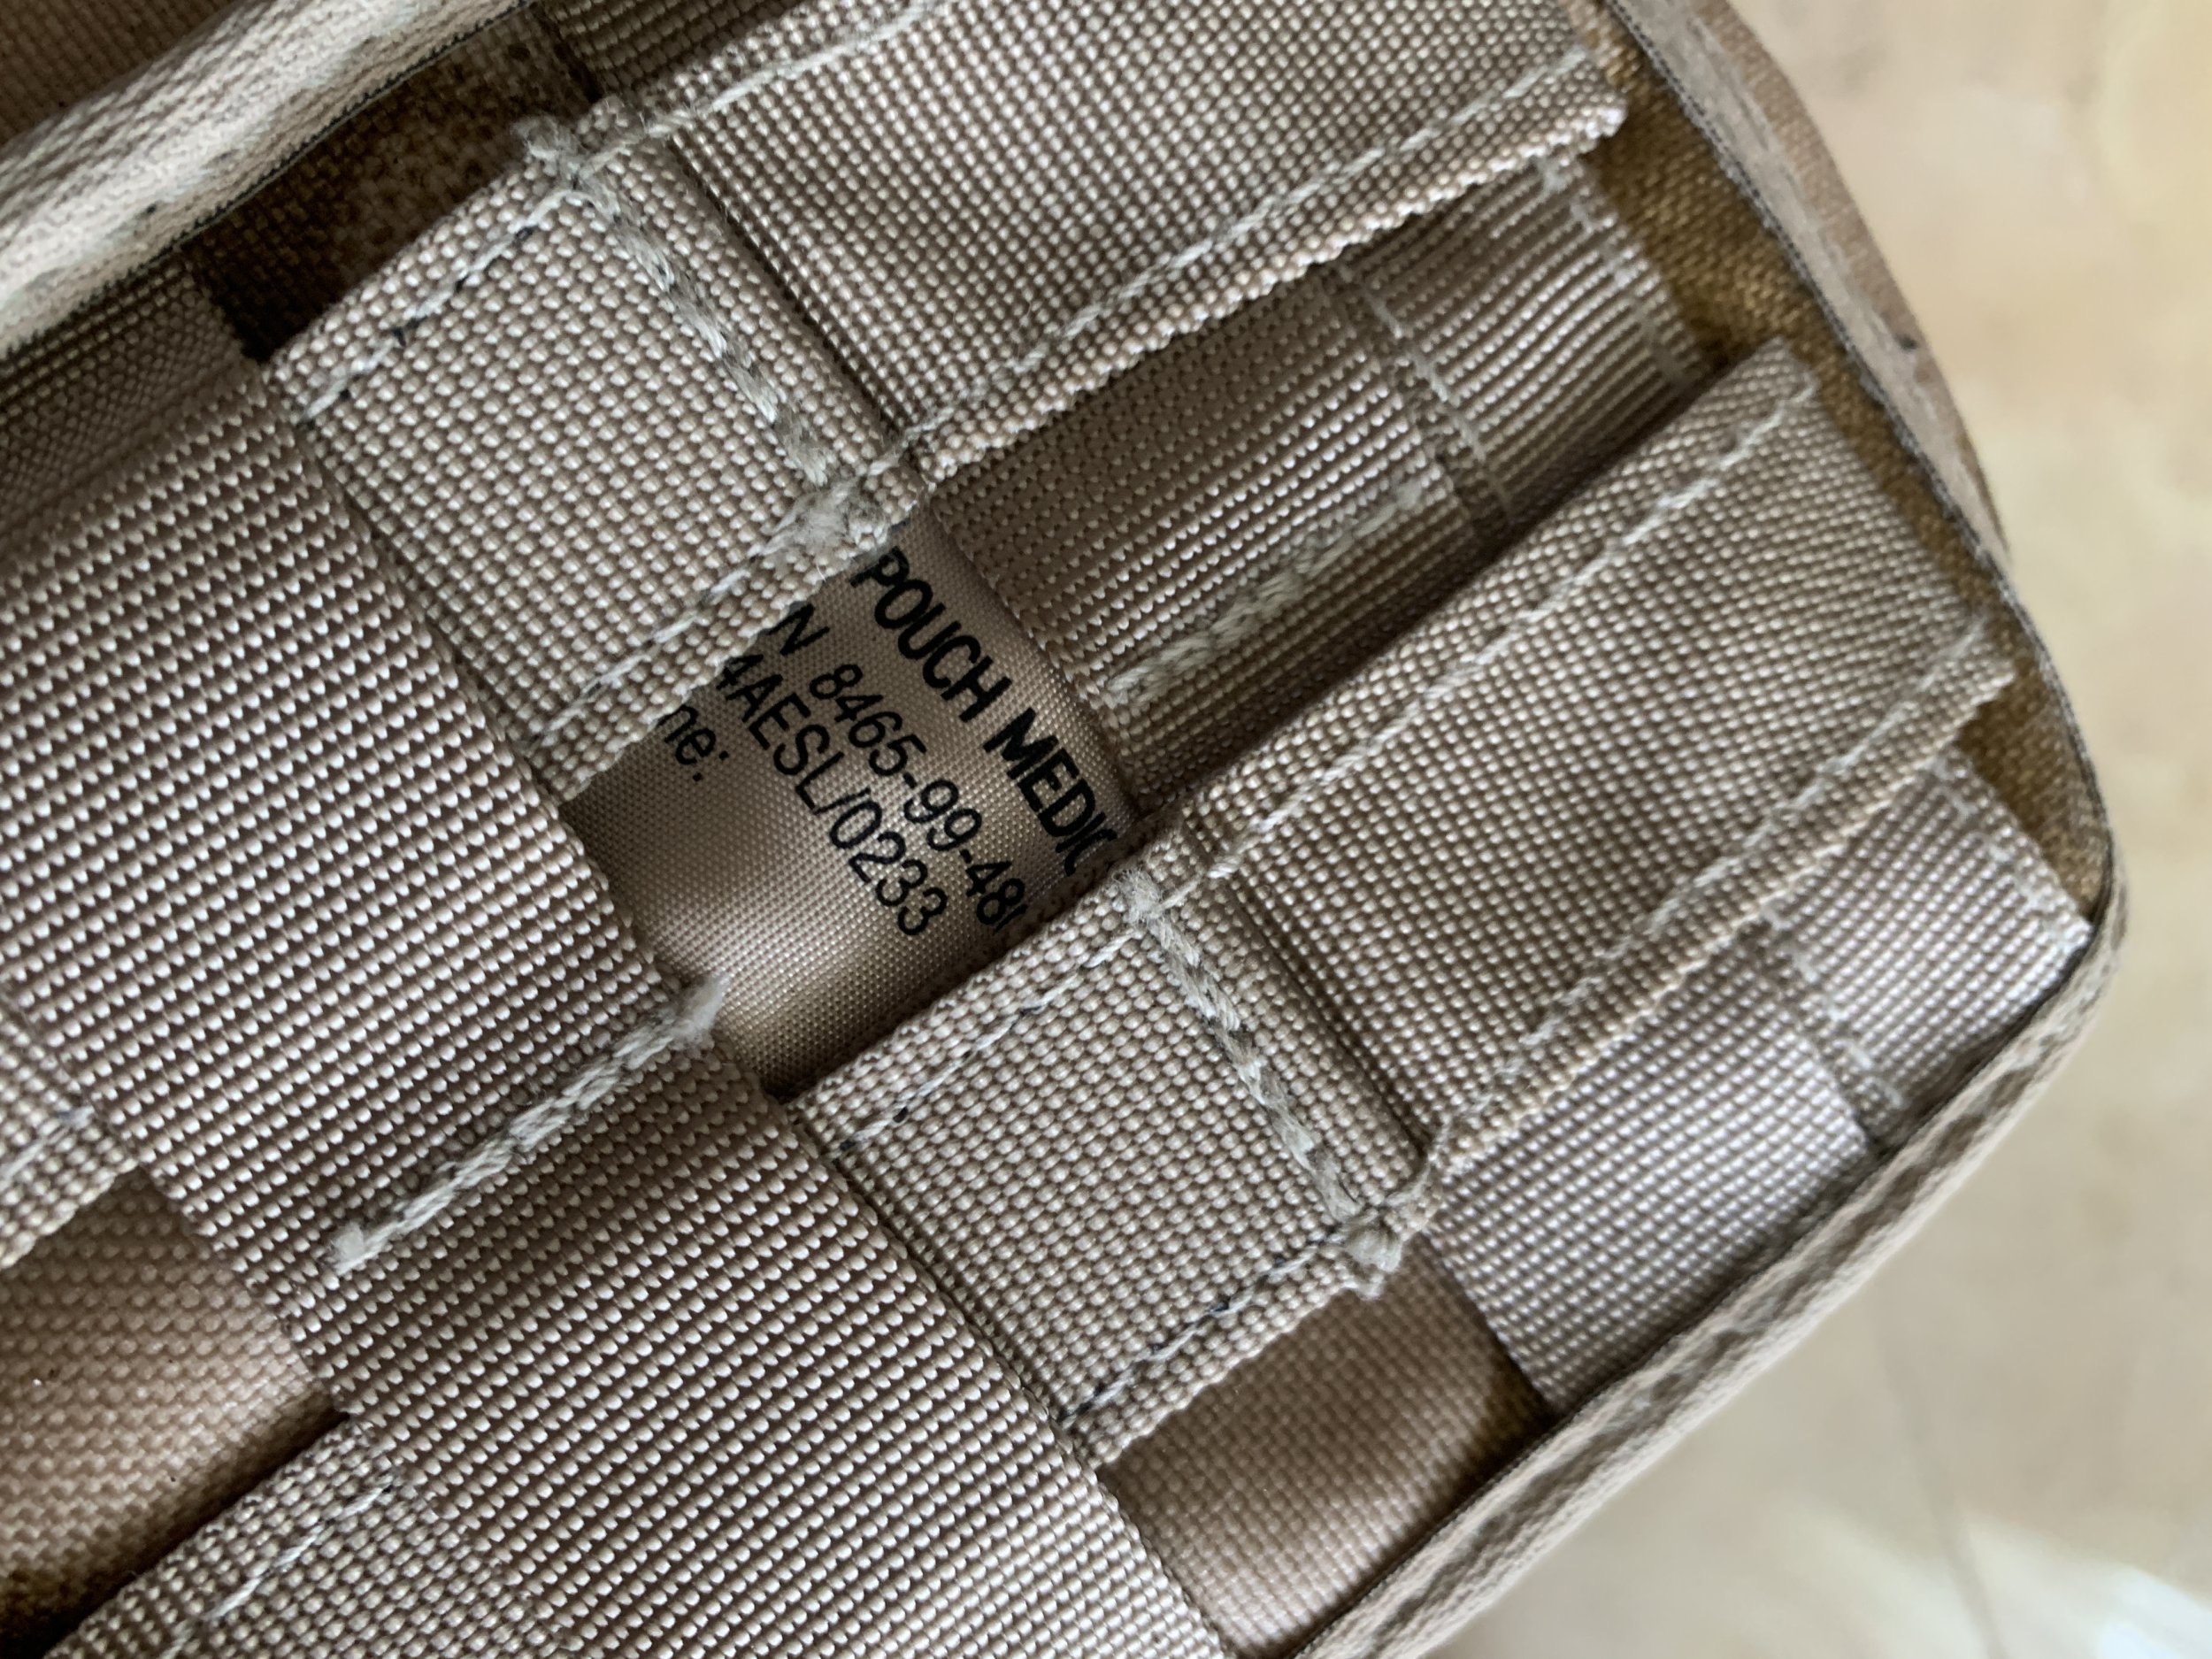 POUCH MEDIC
N 8465-99-48
4AESL/0233
ne: